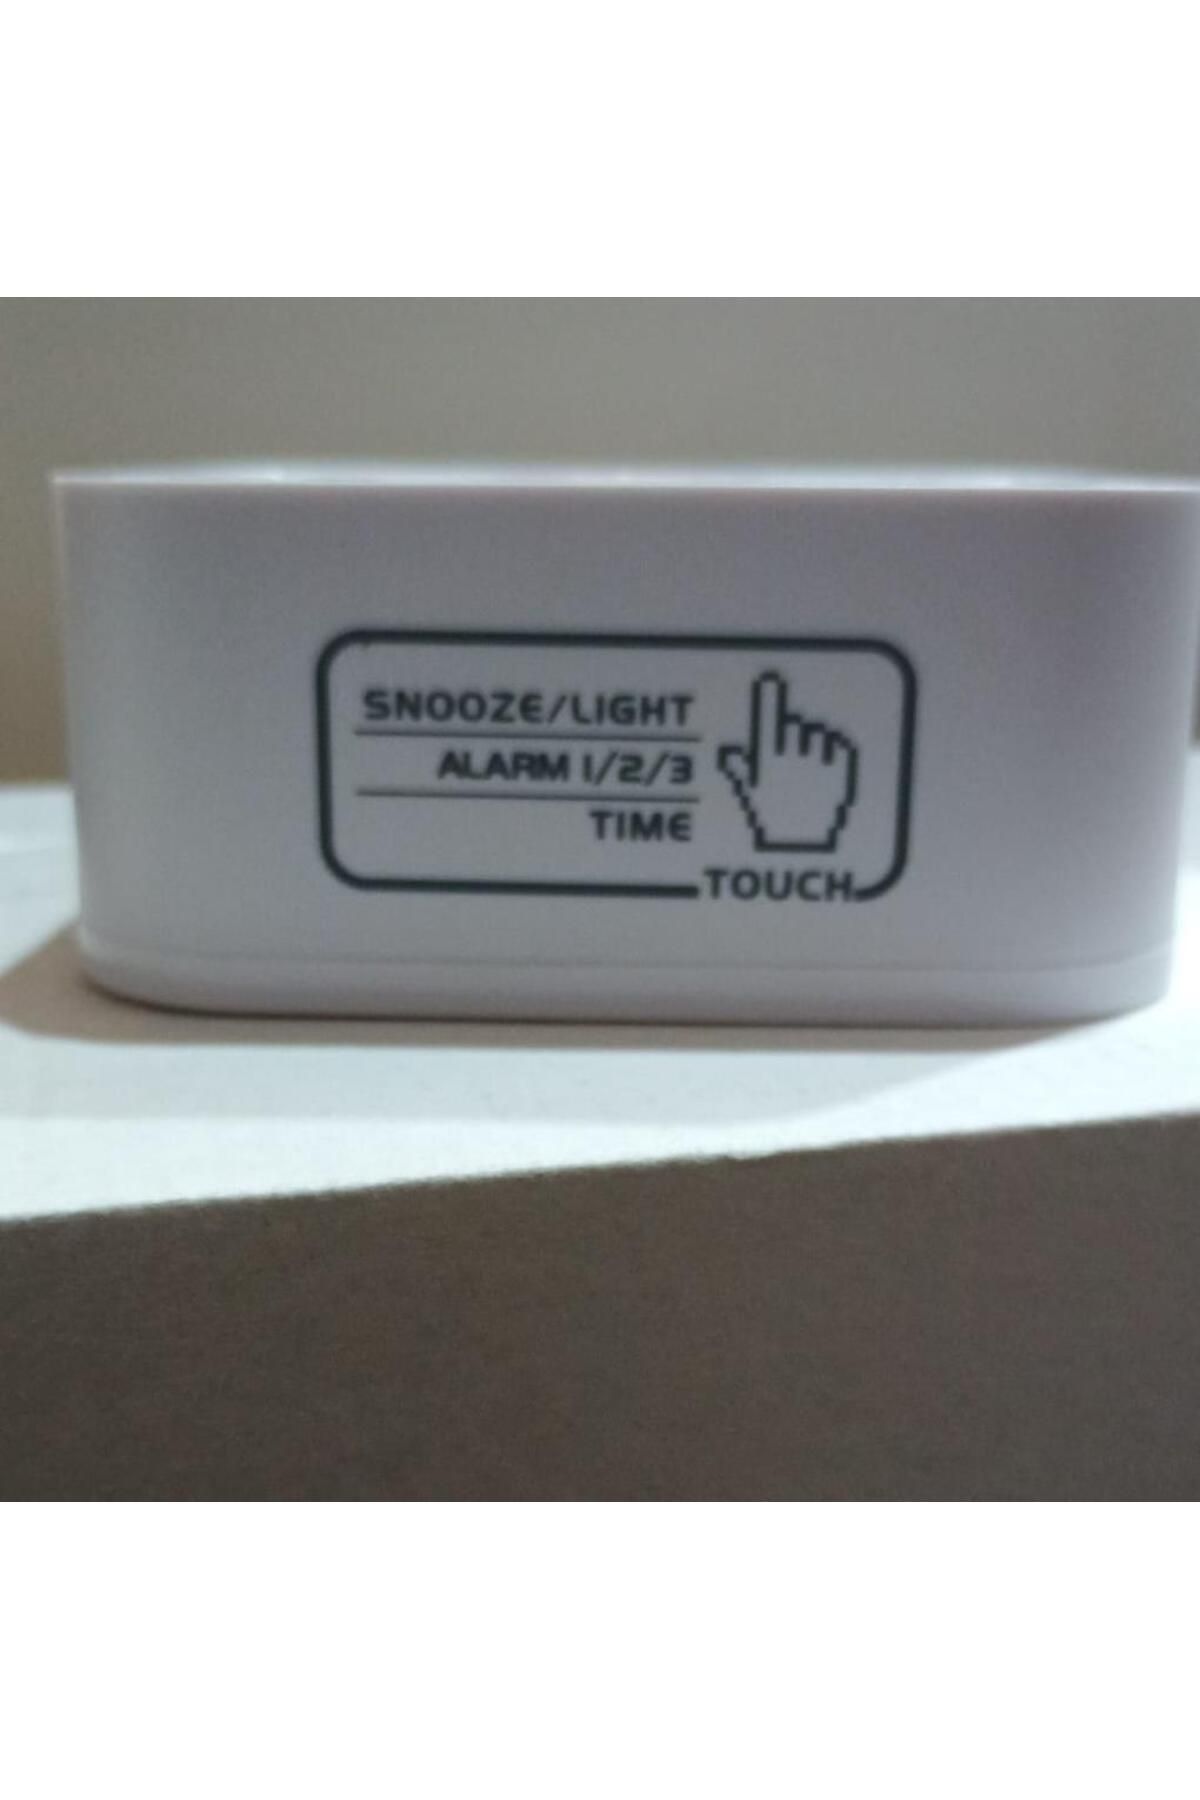 SNOOZE/LIGHT
ALARM 1/2/3
TIME
TOUCH